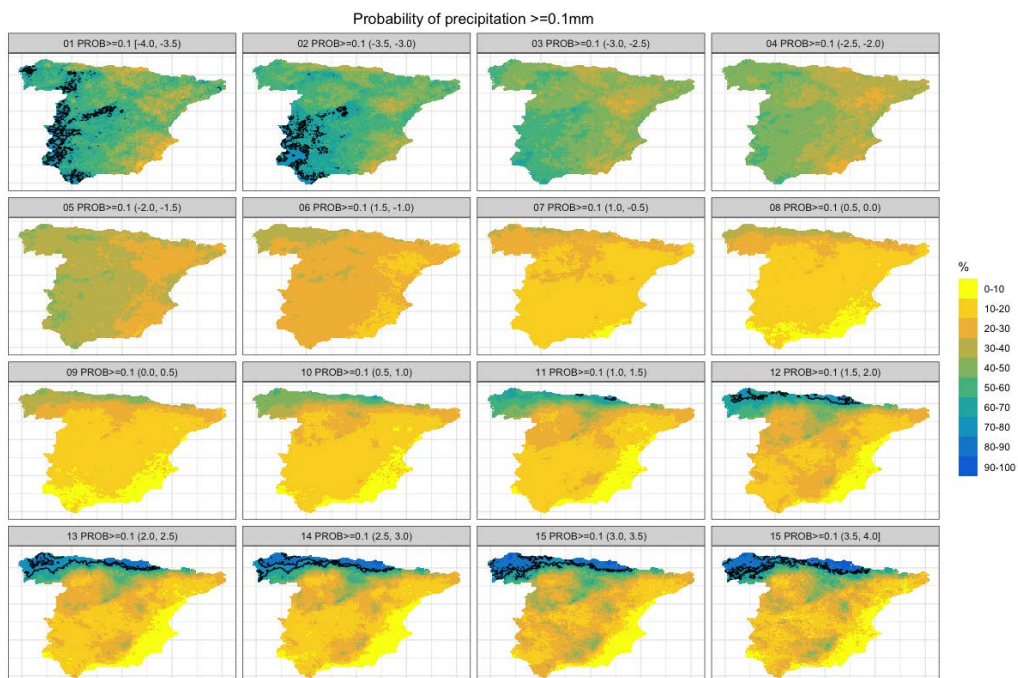 Probability of precipitation >=0.1mm
01 PROB>=0.1 [-4.0, -3.5)
02 PROB>=0.1 (-3.5, -3.0)
03 PROB>=0.1 (-3.0, -2.5)
04 PROB>=0.1 (-2.5, -2.0)
05 PROB>=0.1 (-2.0, -1.5)
06 PROB>=0.1 (1.5, -1.0)
07 PROB>=0.1 (1.0, -0.5)
08 PROB>=0.1 (0.5, 0.0)
09 PROB>=0.1 (0.0, 0.5)
10 PROB>=0.1 (0.5, 1.0)
11 PROB>=0.1 (1.0, 1.5)
12 PROB>=0.1 (1.5, 2.0)
13 PROB>=0.1 (2.0, 2.5)
14 PROB>=0.1 (2.5, 3.0)
15 PROB>=0.1 (3.0, 3.5)
15 PROB>=0.1 (3.5, 4.0]
%
0-10
10-20
20-30
30-40
40-50
50-60
60-70
70-80
80-90
90-100